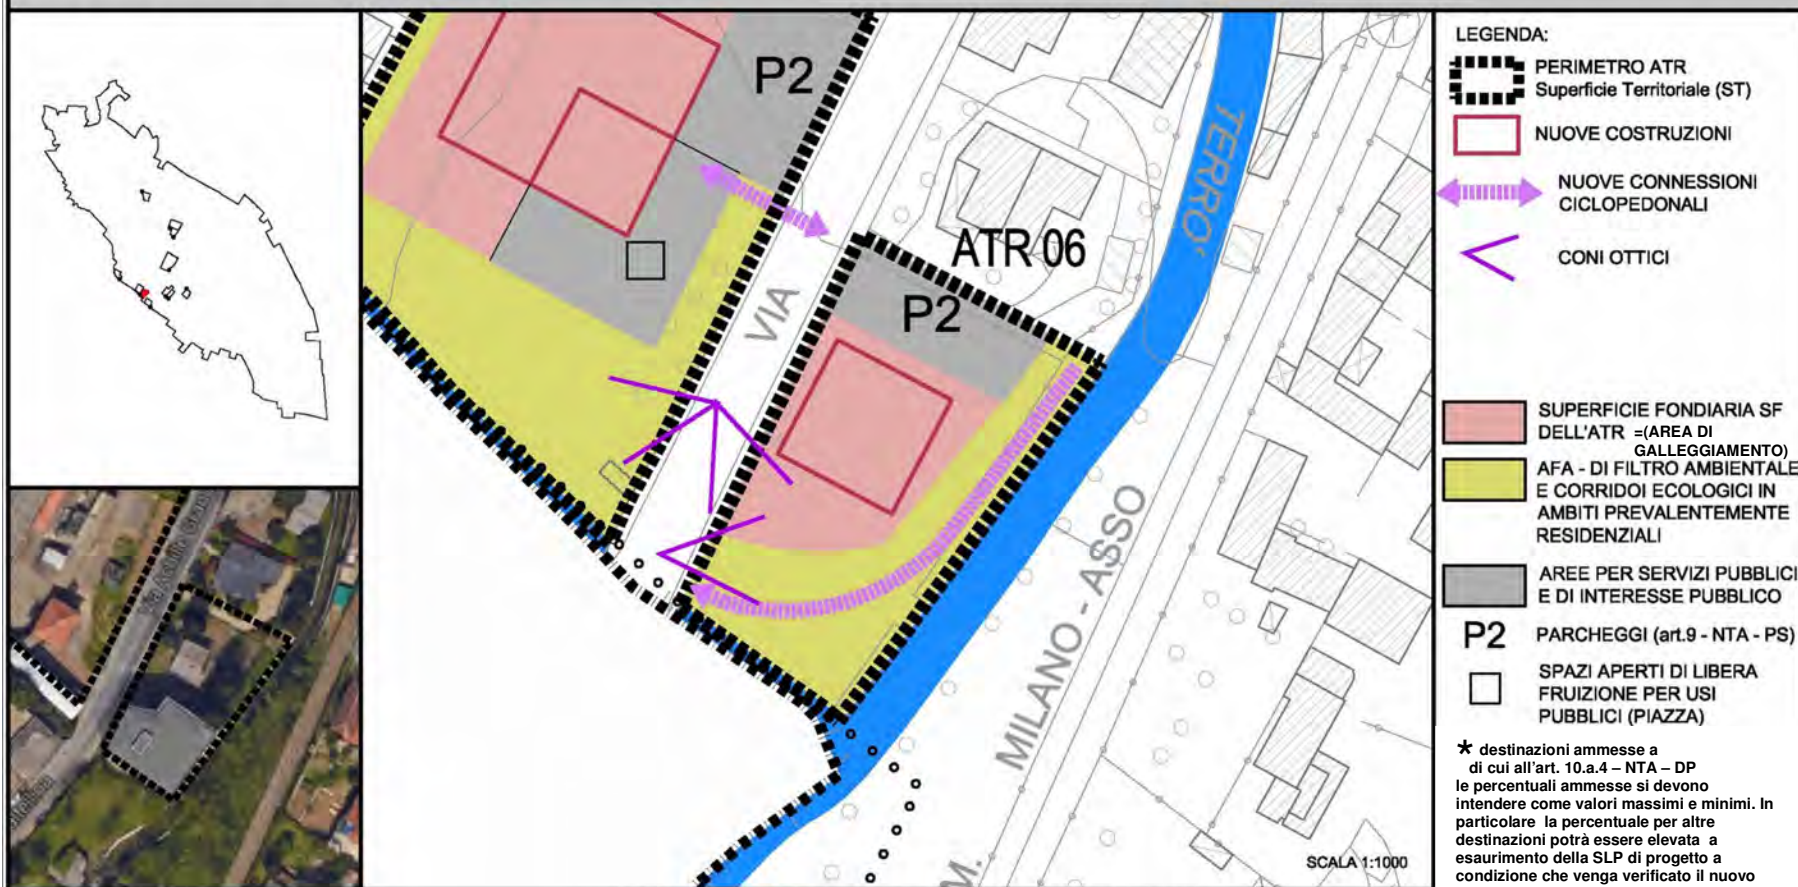 P2
VIA
ATR 06
P2
TERRO'
MILANO - ASSO
M.
SCALA 1:1000
LEGENDA:
PERIMETRO ATR
Superficie Territoriale (ST)
NUOVE COSTRUZIONI
NUOVE CONNESSIONI
CICLOPEDONALI
CONI OTTICI
SUPERFICIE FONDIARIA SF
DELL'ATR =(AREA DI
GALLEGGIAMENTO)
AFA - DI FILTRO AMBIENTALE
E CORRIDOI ECOLOGICI IN
AMBITI PREVALENTEMENTE
RESIDENZIALI
AREE PER SERVIZI PUBBLICI
E DI INTERESSE PUBBLICO
P2 PARCHEGGI (art.9 - NTA - PS)
SPAZI APERTI DI LIBERA
FRUIZIONE PER USI
PUBBLICI (PIAZZA)
* destinazioni ammesse a
di cui all'art. 10.a.4 – NTA – DP
le percentuali ammesse si devono
intendere come valori massimi e minimi. In
particolare la percentuale per altre
destinazioni potrà essere elevata a
esaurimento della SLP di progetto a
condizione che venga verificato il nuovo